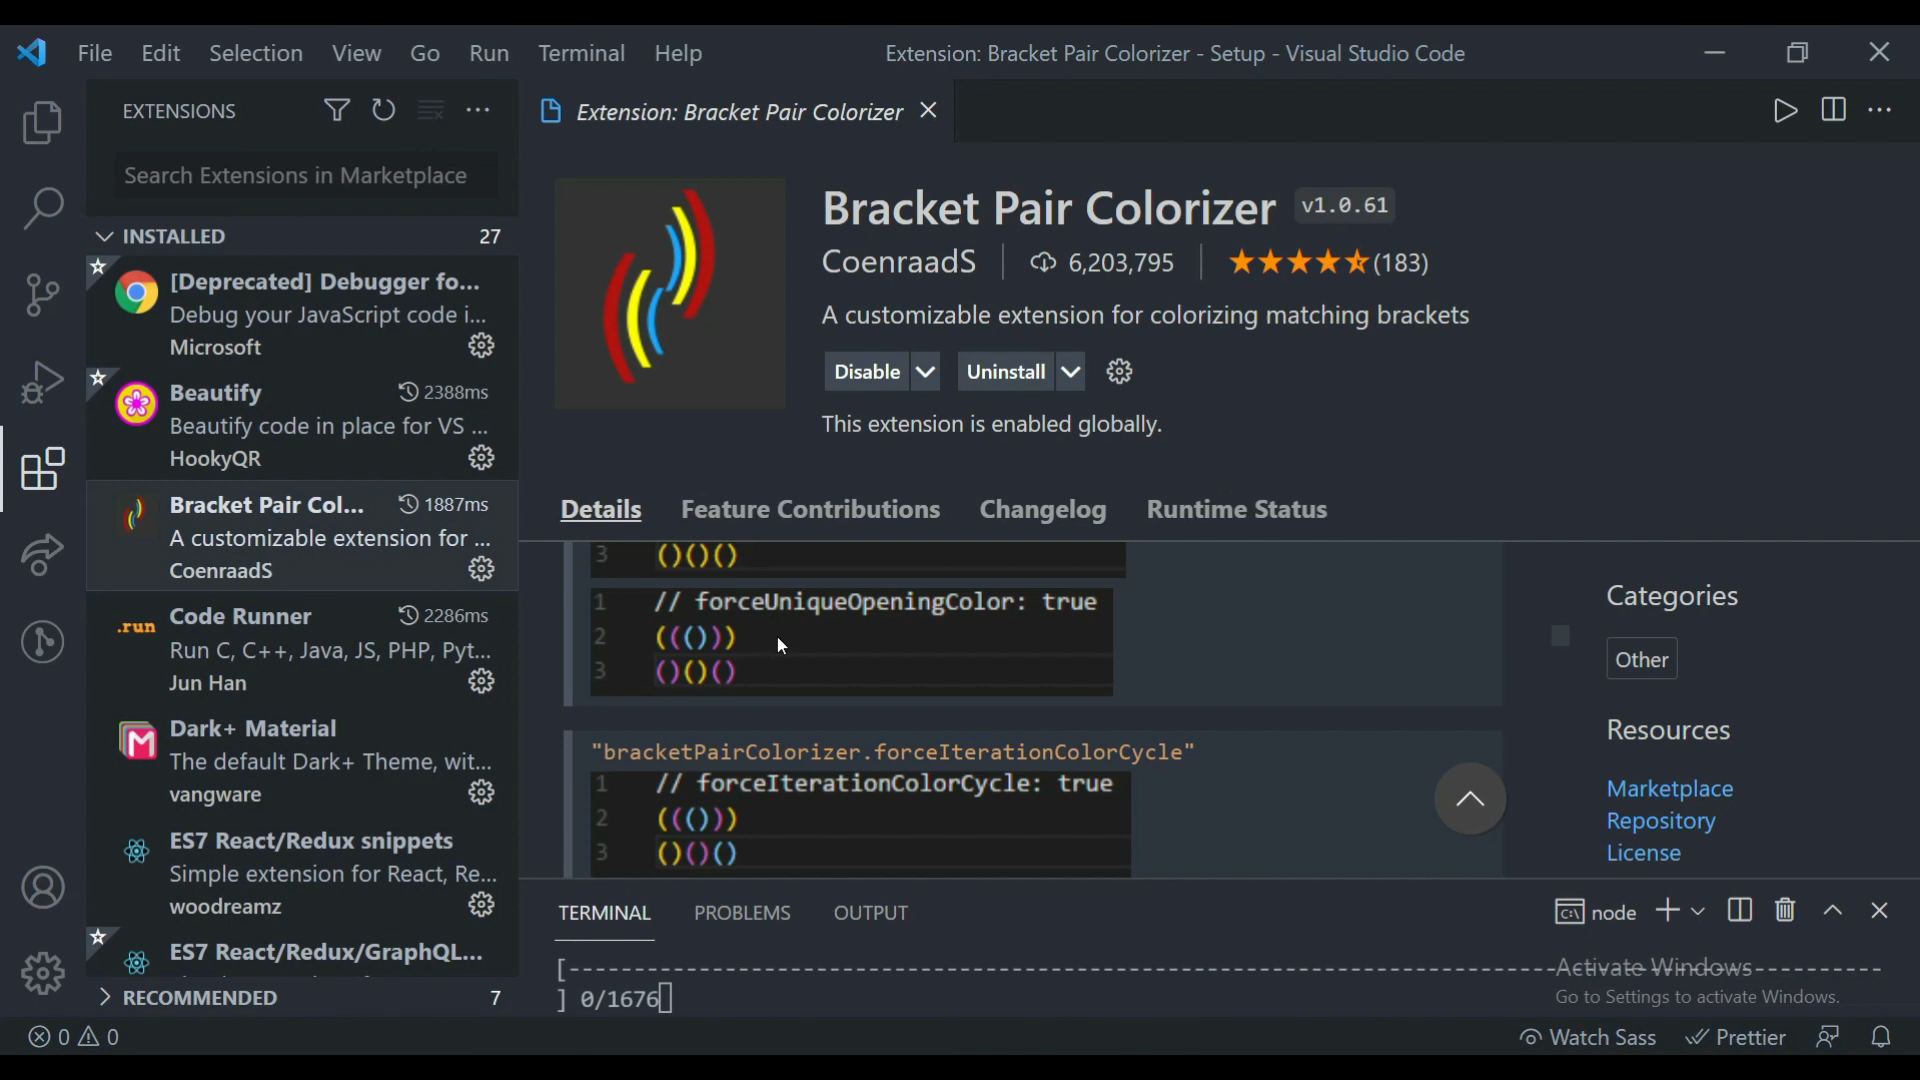 File Edit Selection View Go Run Terminal Help Extension: Bracket Pair Colorizer - Setup - Visual Studio Code
EXTENSIONS
Search Extensions in Marketplace
INSTALLED 27
[Deprecated] Debugger fo...
Debug your JavaScript code i...
Microsoft
Beautify 2388ms
Beautify code in place for VS ...
HookyQR
Bracket Pair Col... 1887ms
A customizable extension for ...
CoenraadS
.run Code Runner 2286ms
Run C, C++, Java, JS, PHP, Pyt...
Jun Han
Dark+ Material
The default Dark+ Theme, wit...
vangware
ES7 React/Redux snippets
Simple extension for React, Re...
woodreamz
ES7 React/Redux/GraphQL...
RECOMMENDED 7
Extension: Bracket Pair Colorizer
Bracket Pair Colorizer v1.0.61
CoenraadS 6,203,795 (183)
A customizable extension for colorizing matching brackets
Disable Uninstall
This extension is enabled globally.
Details Feature Contributions Changelog Runtime Status
3 ()()()
1 // forceUniqueOpeningColor: true
2 ((()))
3 ()()()
"bracketPairColorizer.forceIterationColorCycle"
1 // forceIterationColorCycle: true
2 ((()))
3 ()()()
Categories
Other
Resources
Marketplace
Repository
License
TERMINAL PROBLEMS OUTPUT node
[----------------------------------------------------------------------------------------------------
] 0/1676
Activate Windows
Go to Settings to activate Windows.
0 0 Watch Sass Prettier